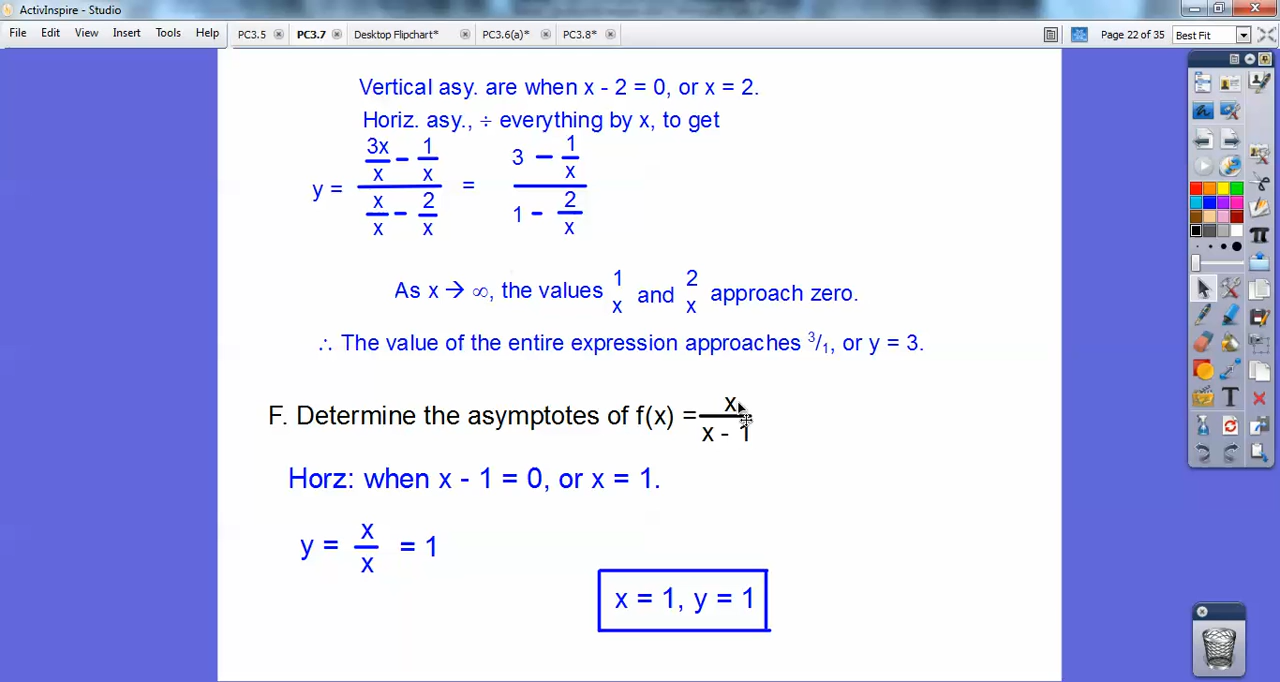 ActivInspire - Studio
File Edit View Insert Tools Help PC3.5 PC3.7 Desktop Flipchart* PC3.6(a)* PC3.8* Page 22 of 35 Best Fit
Vertical asy. are when x - 2 = 0, or x = 2.
Horiz. asy., ÷ everything by x, to get
3x 1 1
x - x 3 - x
y = =
x 2 1 - 2
x - x x
As x → ∞, the values 1/x and 2/x approach zero.
∴ The value of the entire expression approaches 3/1, or y = 3.
F. Determine the asymptotes of f(x) = x / x - 1
Horz: when x - 1 = 0, or x = 1.
y = x/x = 1
x = 1, y = 1